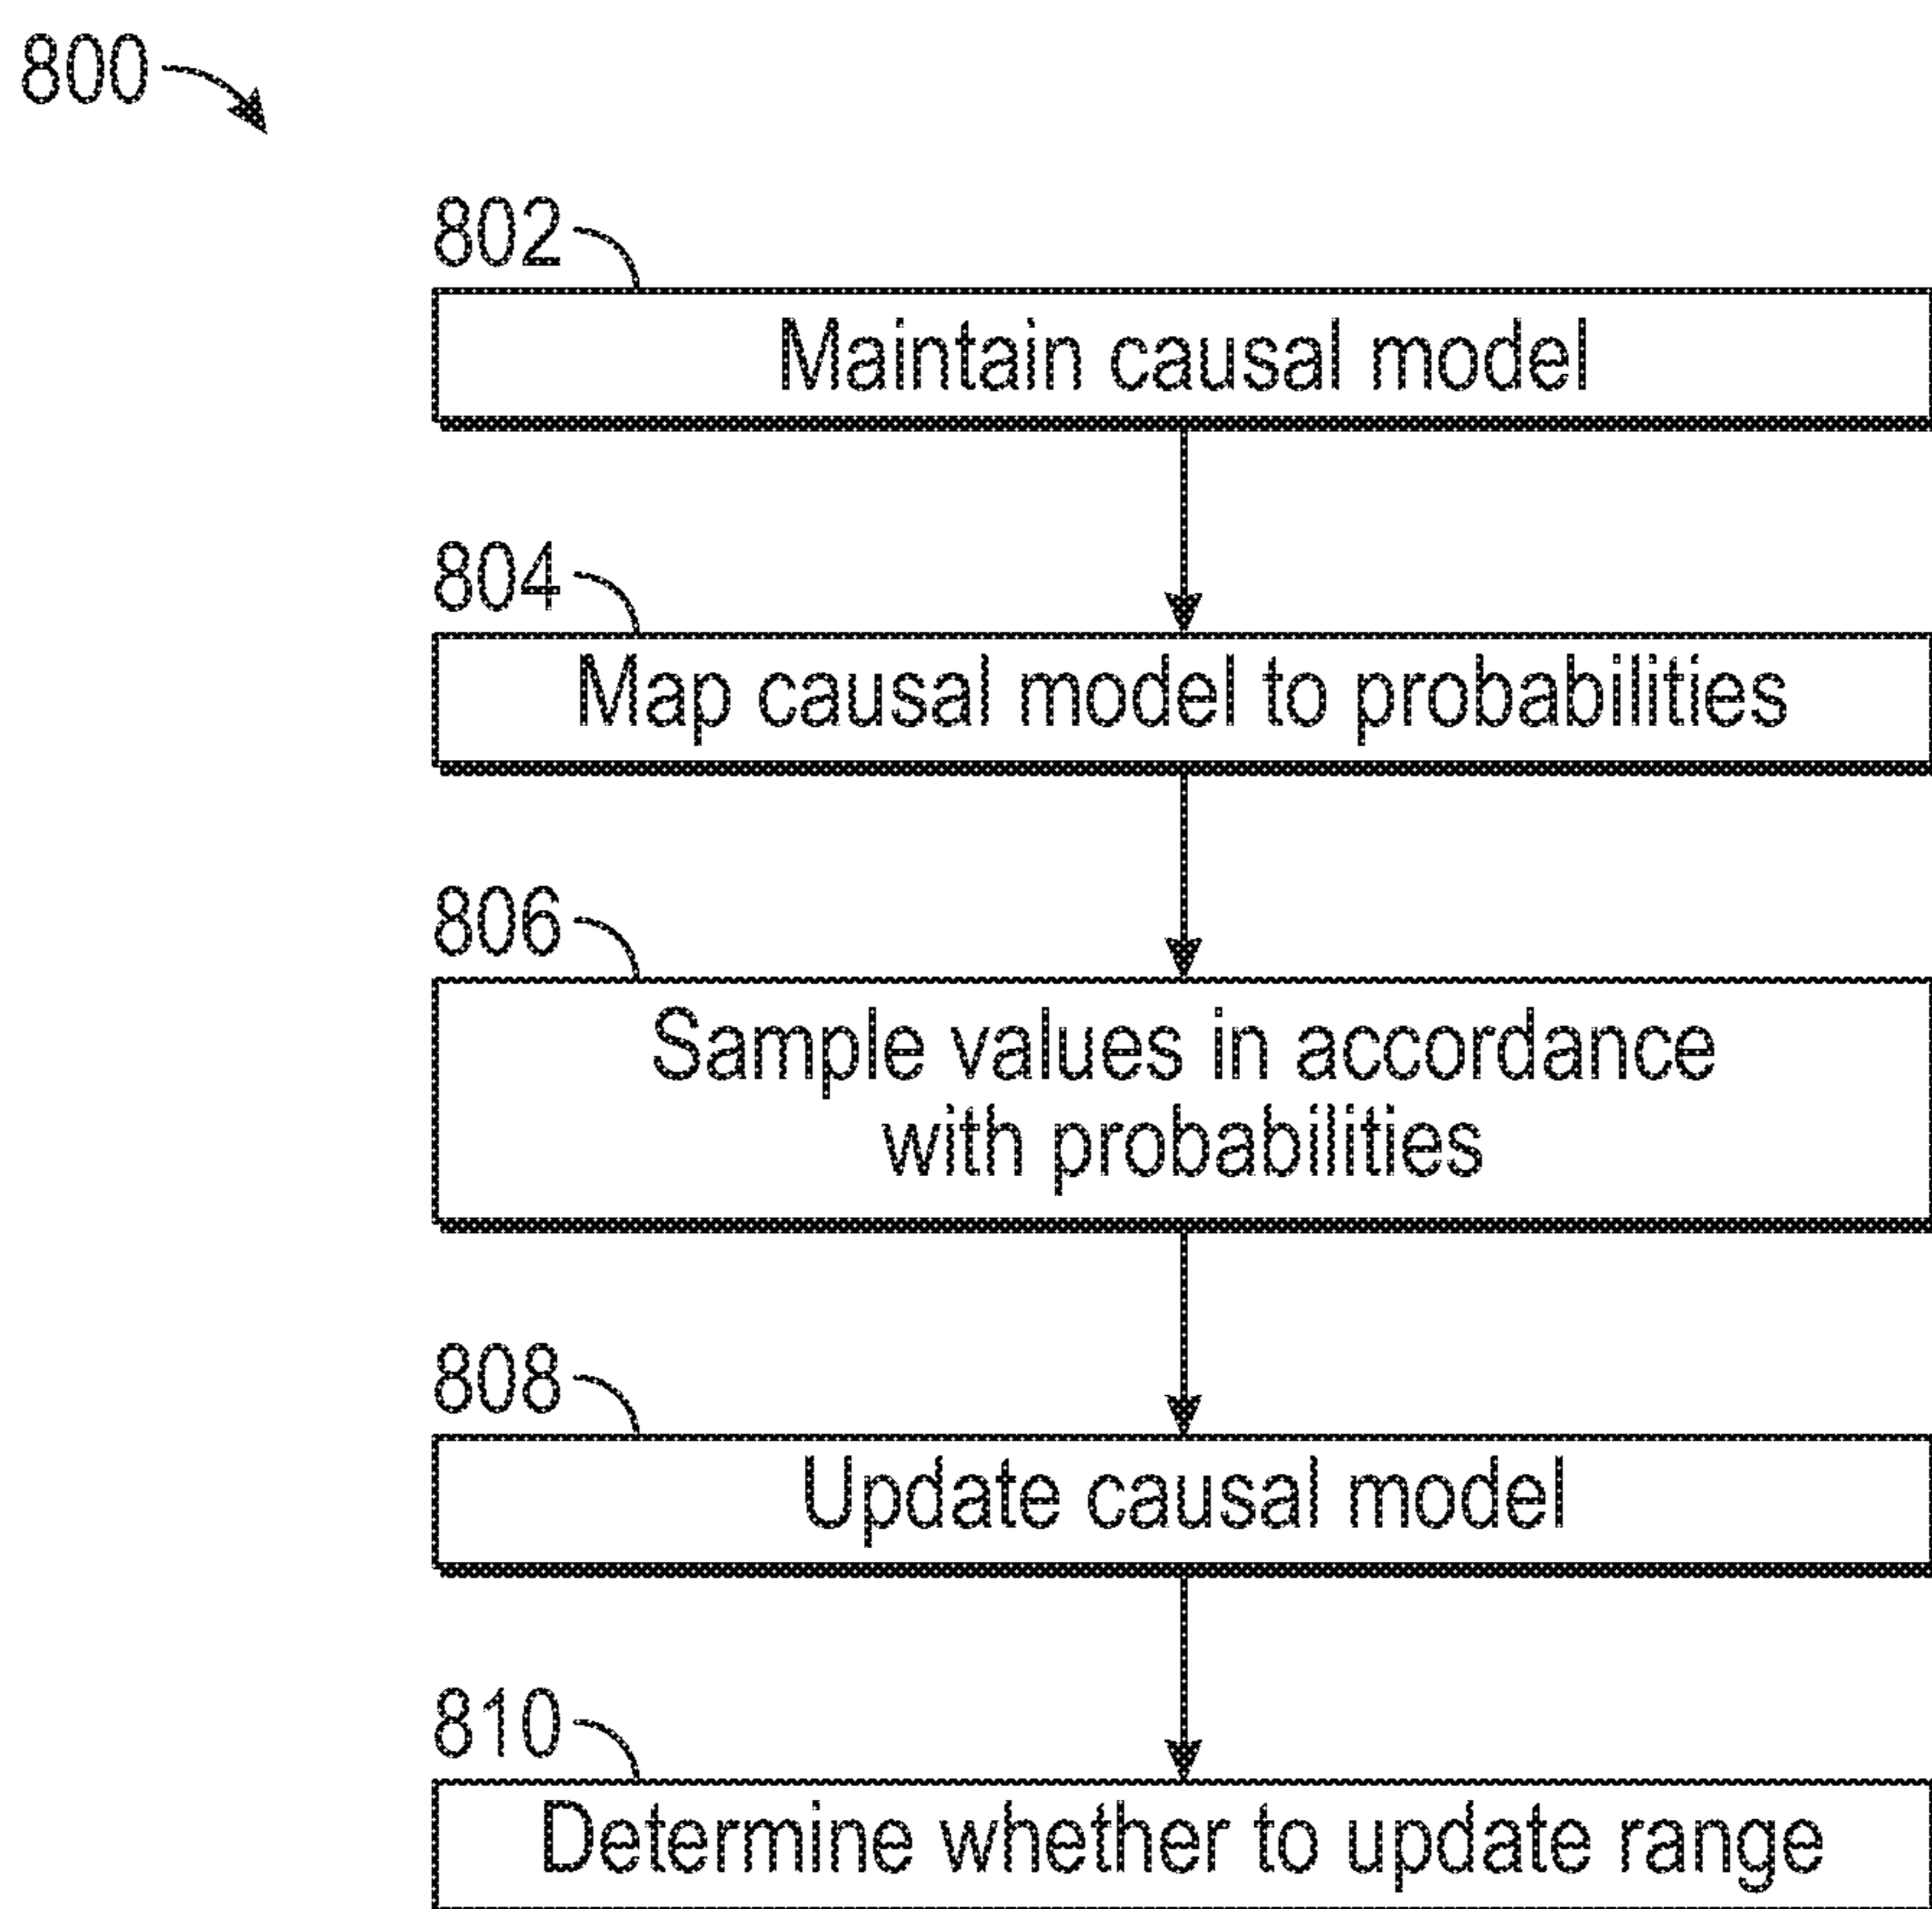 800
802
Maintain causal model
804
Map causal model to probabilities
806
Sample values in accordance
with probabilities
808
Update causal model
810
Determine whether to update range